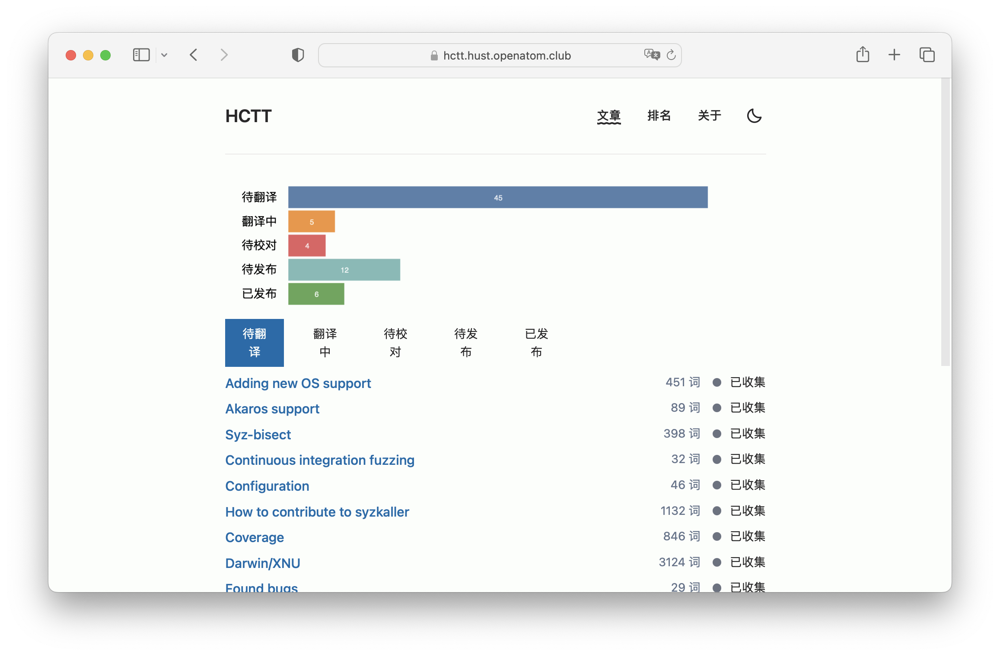 hctt.hust.openatom.club
HCTT
文章 排名 关于
待翻译 45
翻译中 5
待校对 4
待发布 12
已发布 6
待翻
译
翻译
中
待校
对
待发
布
已发
布
Adding new OS support 451 词 已收集
Akaros support 89 词 已收集
Syz-bisect 398 词 已收集
Continuous integration fuzzing 32 词 已收集
Configuration 46 词 已收集
How to contribute to syzkaller 1132 词 已收集
Coverage 846 词 已收集
Darwin/XNU 3124 词 已收集
Found bugs 29 词 已收集